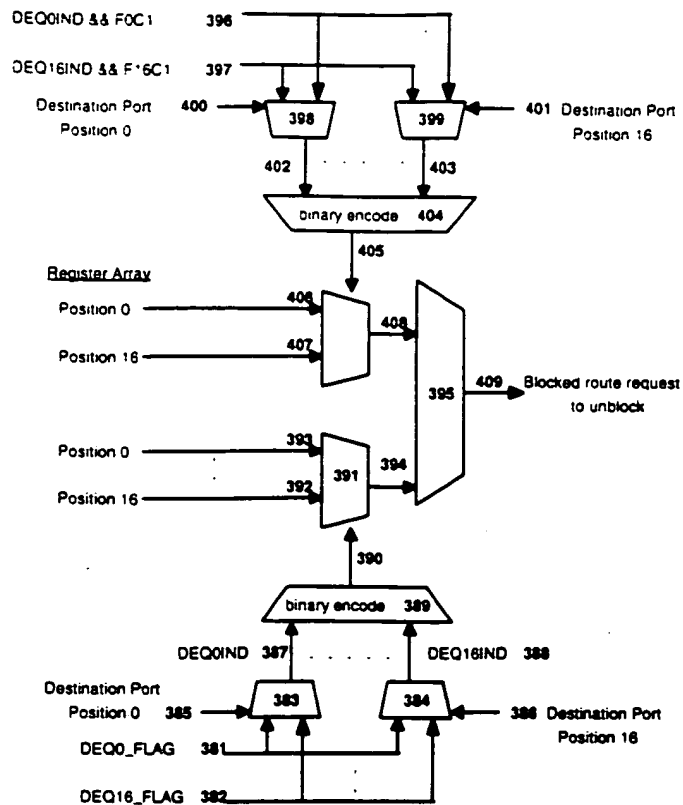 DEQ0IND && F0C1 396
DEQ16IND && F16C1 397
Destination Port
Position 0
400
398
399
401 Destination Port
Position 16
402
403
binary encode 404
405
Register Array
Position 0
406
Position 16
407
408
395
409
Blocked route request
to unblock
Position 0
393
391
394
Position 16
392
390
binary encode 389
DEQ0IND 387
DEQ16IND 388
Destination Port
Position 0 385
383
384
386 Destination Port
Position 16
DEQ0_FLAG 381
DEQ16_FLAG 382